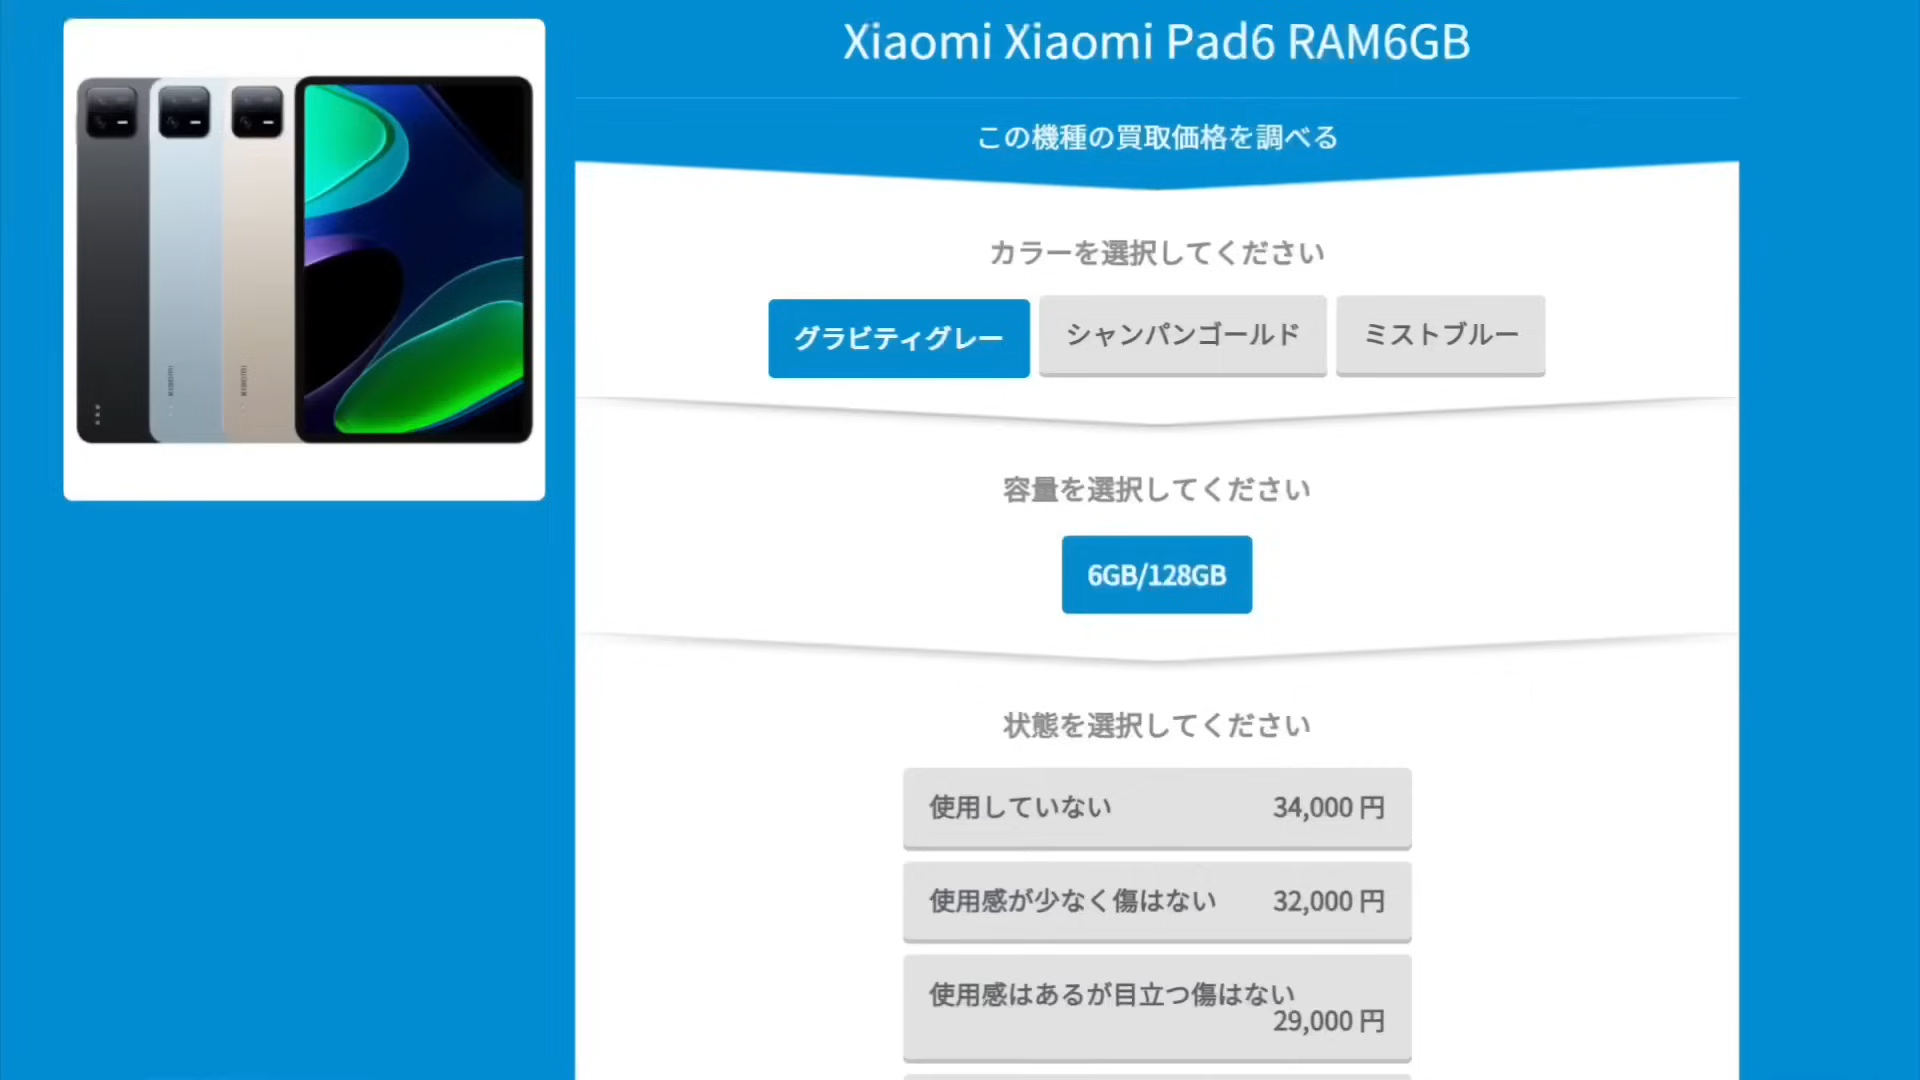 Xiaomi Xiaomi Pad6 RAM6GB
この機種の買取価格を調べる
カラーを選択してください
グラビティグレー
シャンパンゴールド
ミストブルー
容量を選択してください
6GB/128GB
状態を選択してください
使用していない 34,000 円
使用感が少なく傷はない 32,000 円
使用感はあるが目立つ傷はない
29,000 円
XIAOMI
XIAOMI